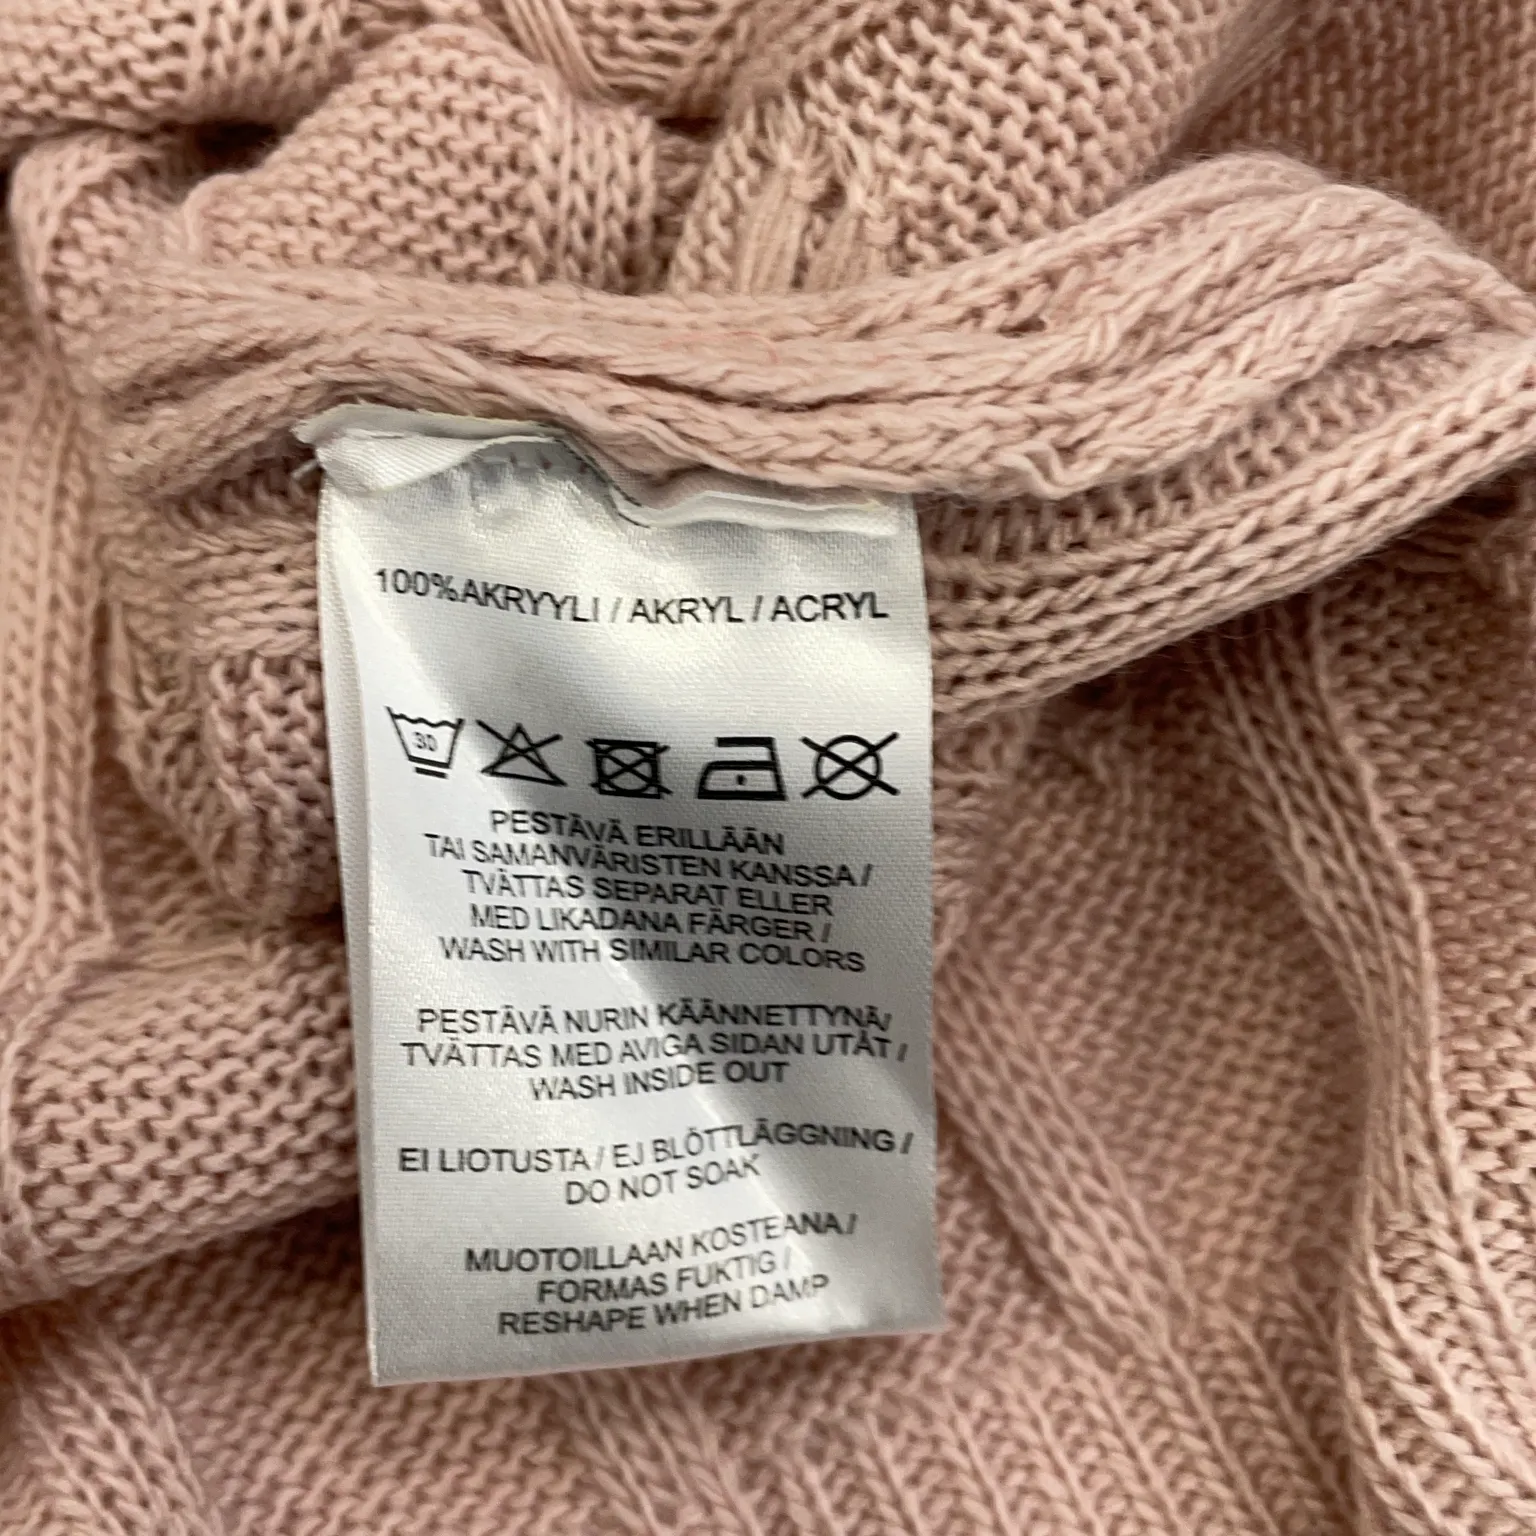 100%AKRYYLI / AKRYL / ACRYL
30
PESTÄVÄ ERILLÄÄN
TAI SAMANVÄRISTEN KANSSA /
TVÄTTAS SEPARAT ELLER
MED LIKADANA FÄRGER /
WASH WITH SIMILAR COLORS
PESTÄVÄ NURIN KÄÄNNETTYNÄ/
TVÄTTAS MED AVIGA SIDAN UTÅT /
WASH INSIDE OUT
EI LIOTUSTA / EJ BLÖTTLÄGGNING /
DO NOT SOAK
MUOTOILLAAN KOSTEANA /
FORMAS FUKTIG /
RESHAPE WHEN DAMP